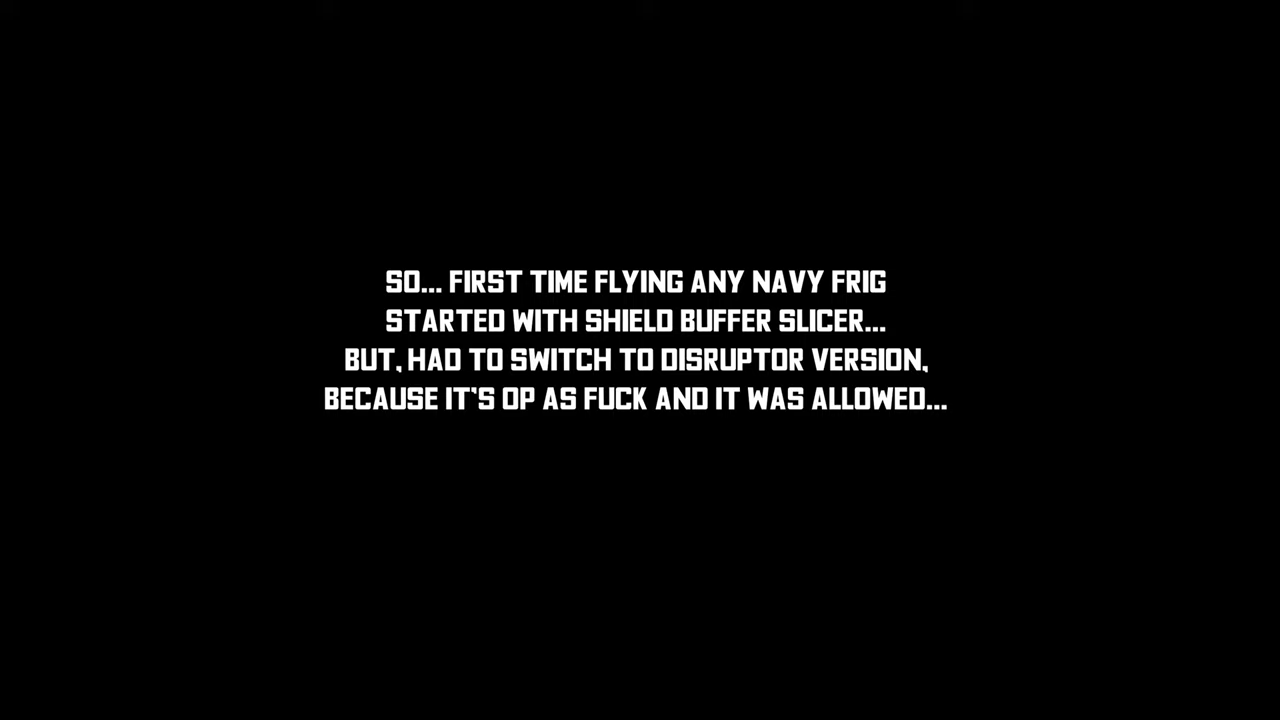 SO... FIRST TIME FLYING ANY NAVY FRIG
STARTED WITH SHIELD BUFFER SLICER...
BUT, HAD TO SWITCH TO DISRUPTOR VERSION,
BECAUSE IT'S OP AS FUCK AND IT WAS ALLOWED...